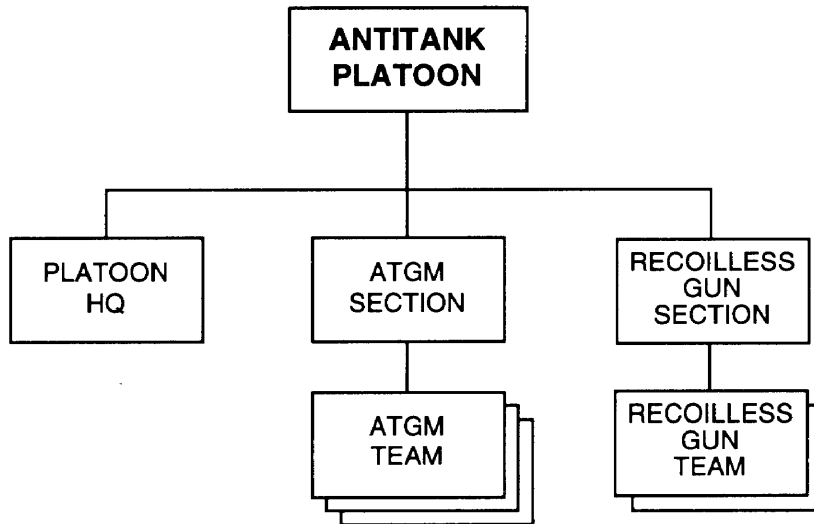 ANTITANK
PLATOON
PLATOON
HQ
ATGM
SECTION
RECOILLESS
GUN
SECTION
ATGM
TEAM
RECOILLESS
GUN
TEAM